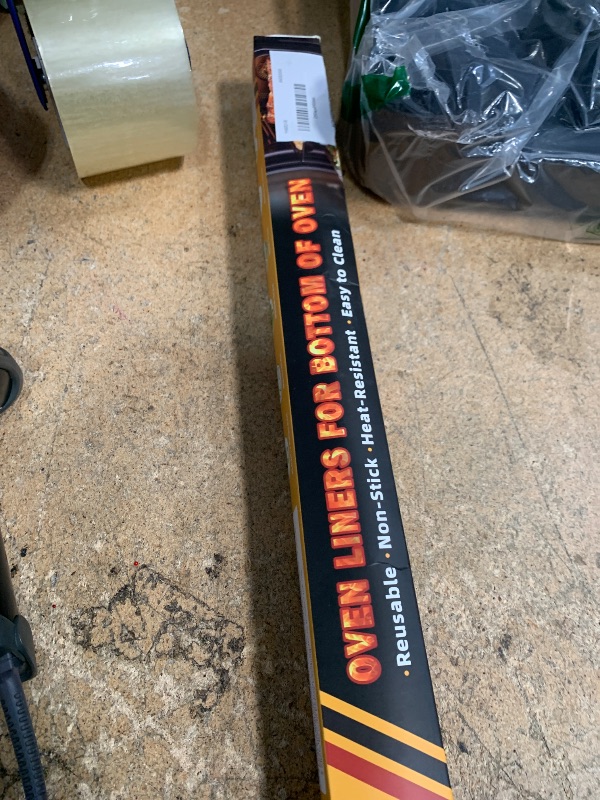 OVEN LINERS FOR BOTTOM OF OVEN
• Reusable • Non-Stick • Heat-Resistant • Easy to Clean